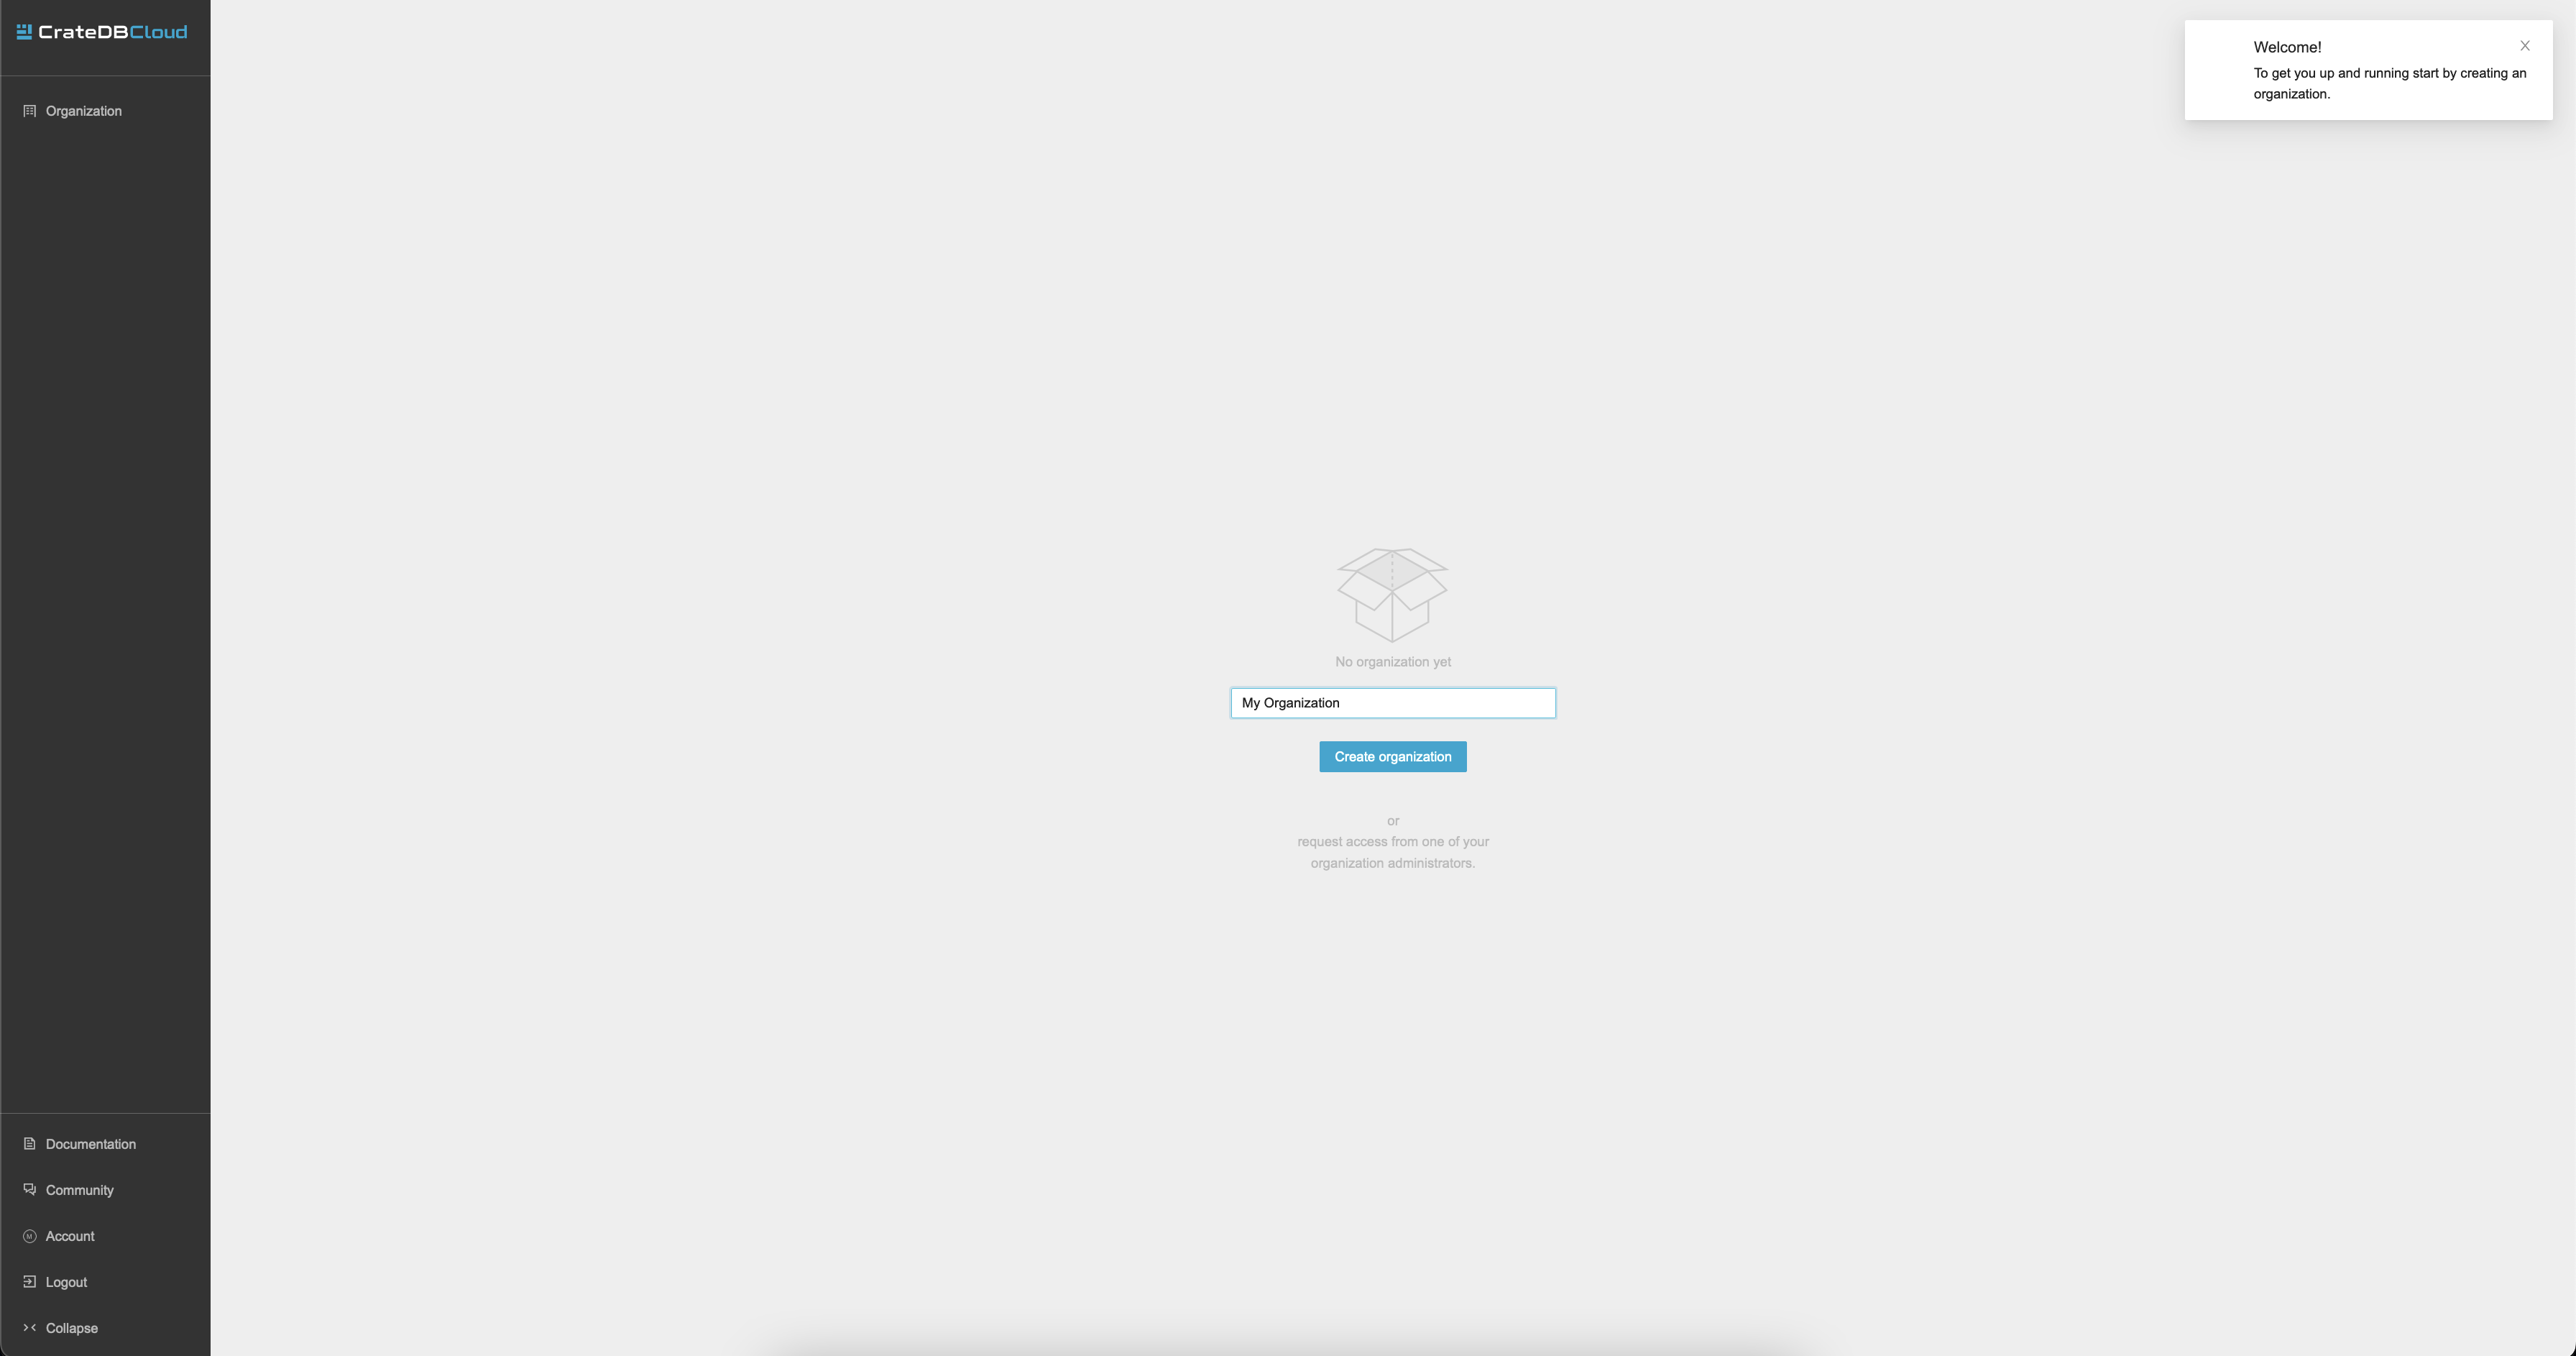 CrateDBCloud
Organization
Welcome!
To get you up and running start by creating an
organization.
No organization yet
My Organization
Create organization
or
request access from one of your
organization administrators.
Documentation
Community
M Account
Logout
Collapse